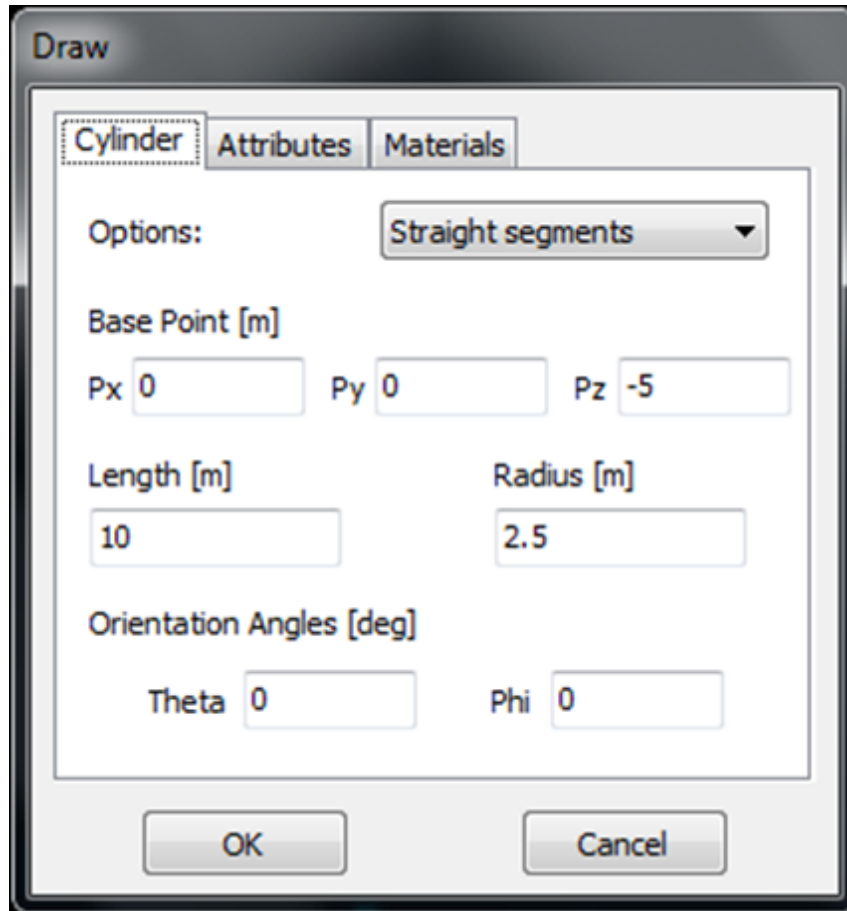 Draw
Cylinder Attributes Materials
Options: Straight segments
Base Point [m]
Px 0 Py 0 Pz -5
Length [m] Radius [m]
10 2.5
Orientation Angles [deg]
Theta 0 Phi 0
OK Cancel